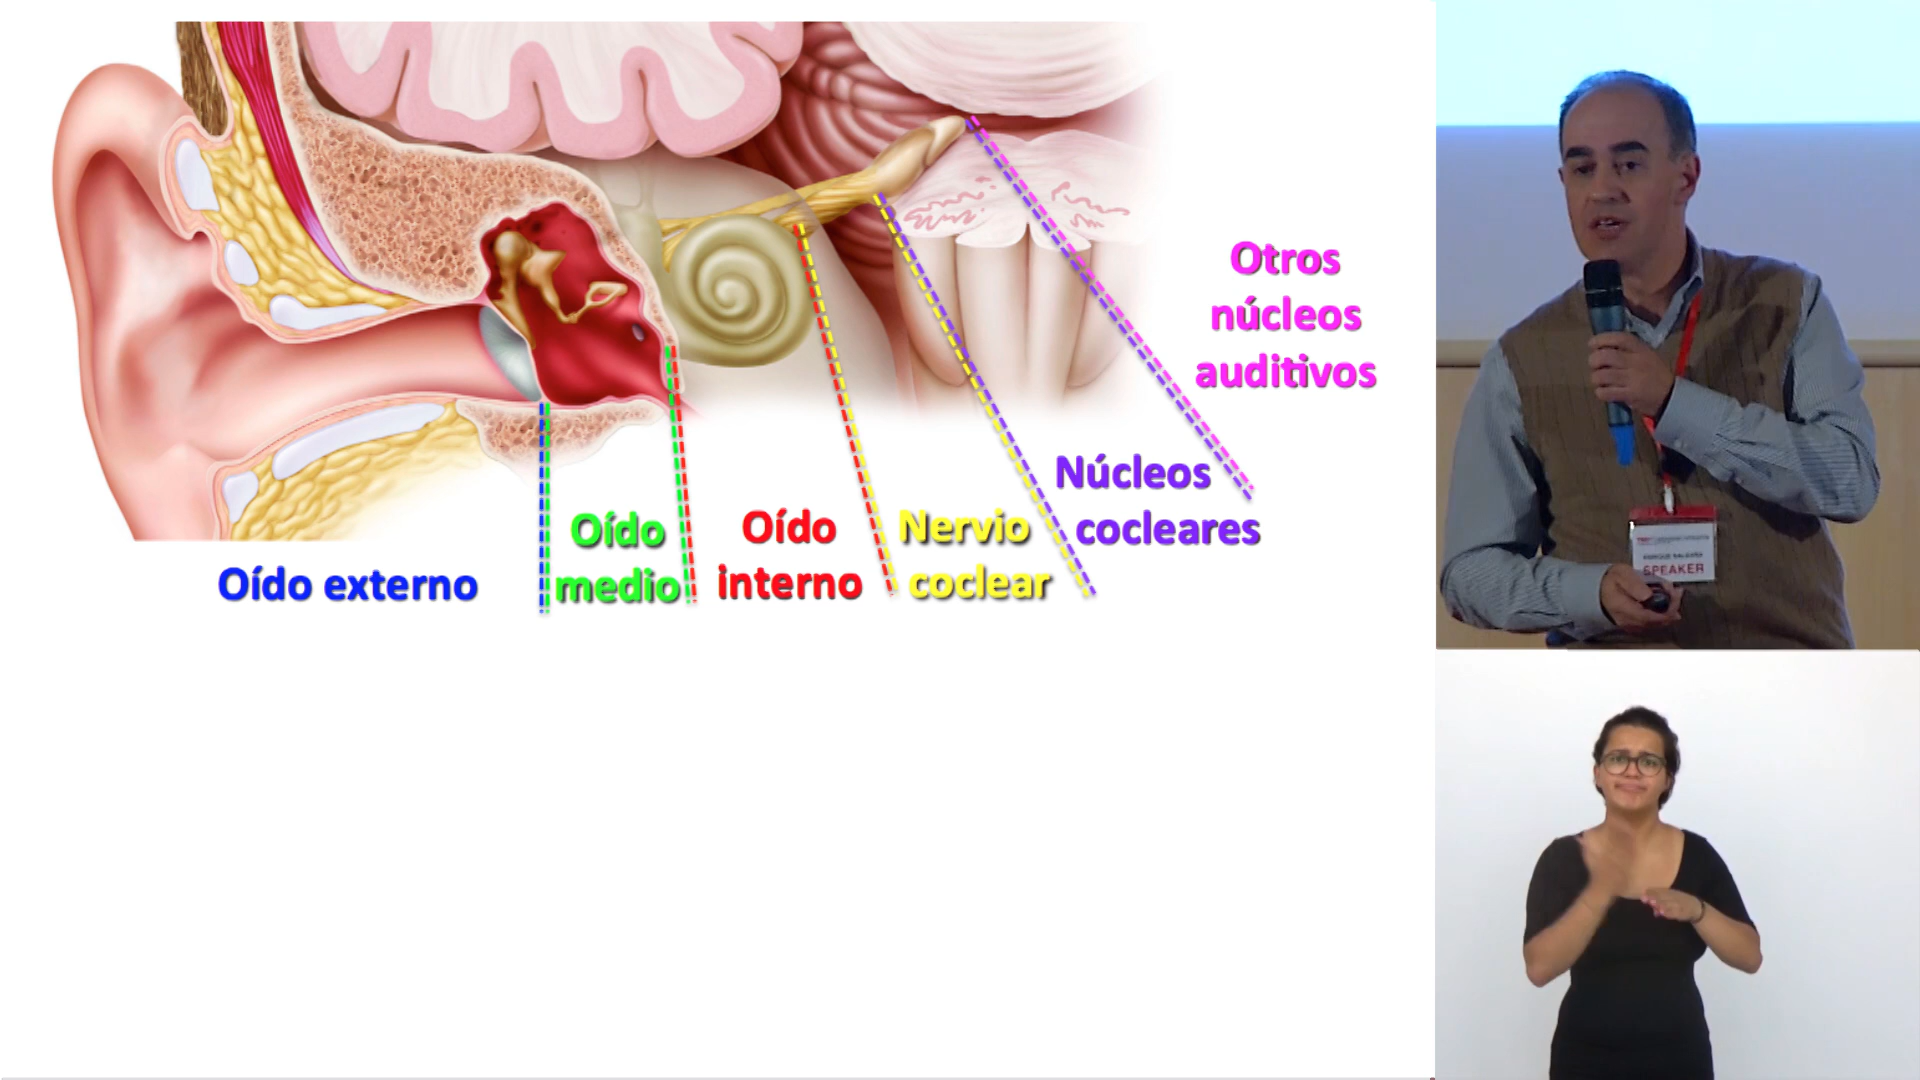 Otros
núcleos
auditivos
Núcleos
cocleares
Oído
medio
Oído
interno
Nervio
coclear
Oído externo
SPEAKER